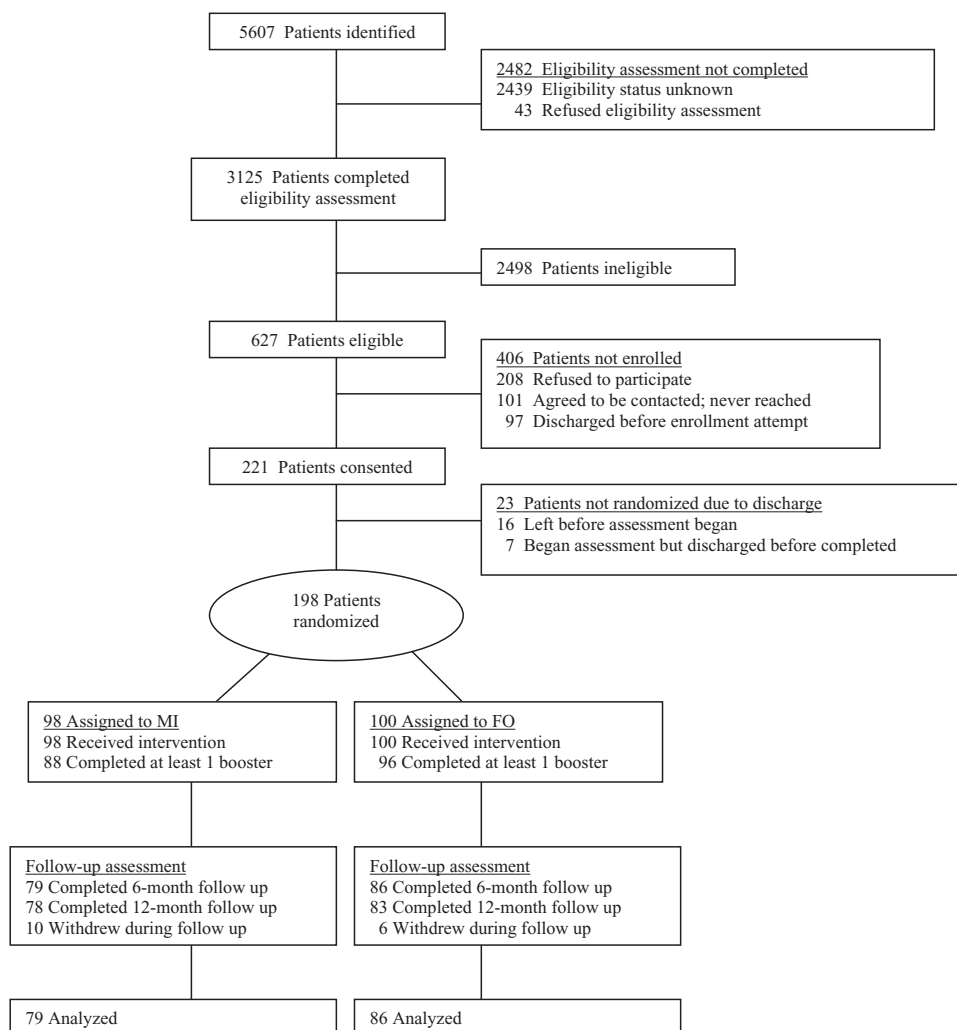 5607 Patients identified
2482 Eligibility assessment not completed
2439 Eligibility status unknown
43 Refused eligibility assessment
3125 Patients completed
eligibility assessment
2498 Patients ineligible
627 Patients eligible
406 Patients not enrolled
208 Refused to participate
101 Agreed to be contacted; never reached
97 Discharged before enrollment attempt
221 Patients consented
23 Patients not randomized due to discharge
16 Left before assessment began
7 Began assessment but discharged before completed
198 Patients
randomized
98 Assigned to MI
98 Received intervention
88 Completed at least 1 booster
100 Assigned to FO
100 Received intervention
96 Completed at least 1 booster
Follow-up assessment
79 Completed 6-month follow up
78 Completed 12-month follow up
10 Withdrew during follow up
Follow-up assessment
86 Completed 6-month follow up
83 Completed 12-month follow up
6 Withdrew during follow up
79 Analyzed
86 Analyzed